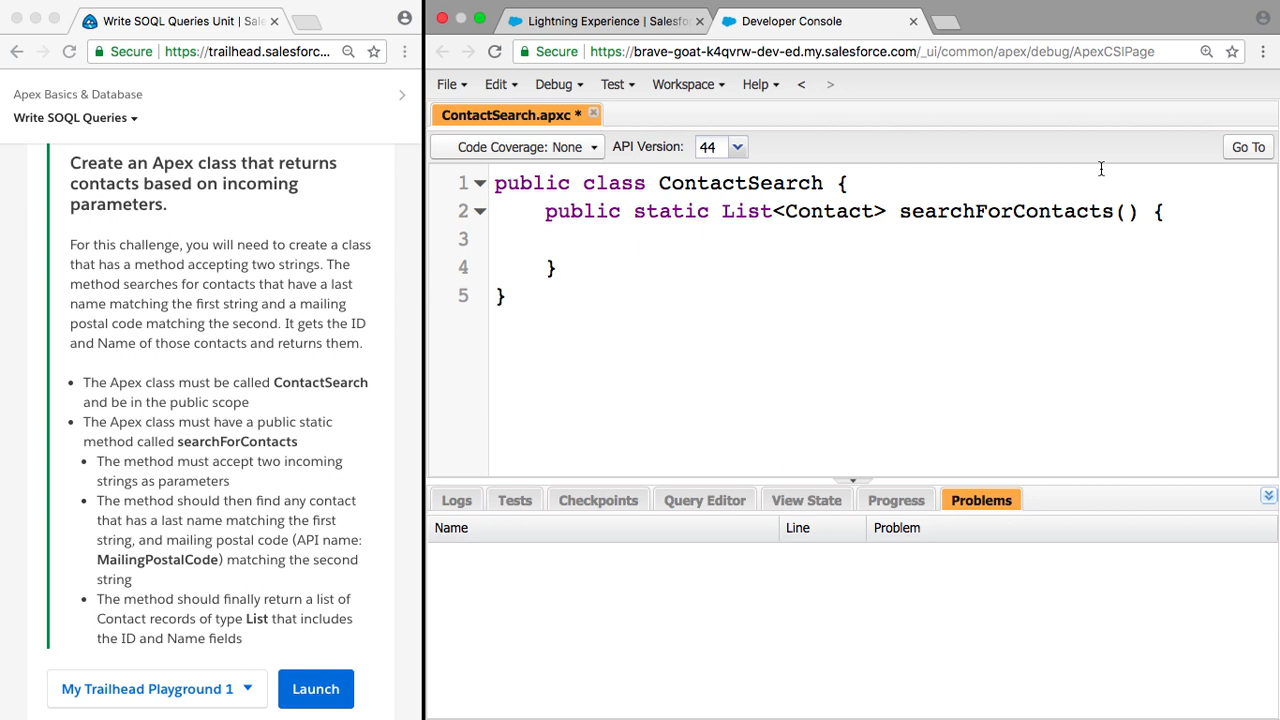 Write SOQL Queries Unit | Sales
Secure
https://trailhead.salesforc...
Apex Basics & Database
Write SOQL Queries
Create an Apex class that returns
contacts based on incoming
parameters.
For this challenge, you will need to create a class
that has a method accepting two strings. The
method searches for contacts that have a last
name matching the first string and a mailing
postal code matching the second. It gets the ID
and Name of those contacts and returns them.
The Apex class must be called ContactSearch
and be in the public scope
The Apex class must have a public static
method called searchForContacts
The method must accept two incoming
strings as parameters
The method should then find any contact
that has a last name matching the first
string, and mailing postal code (API name:
MailingPostalCode) matching the second
string
The method should finally return a list of
Contact records of type List that includes
the ID and Name fields
My Trailhead Playground 1
Launch
Lightning Experience | Salesfor
Developer Console
Secure
https://brave-goat-k4qvrw-dev-ed.my.salesforce.com/_ui/common/apex/debug/ApexCSIPage
File Edit Debug Test Workspace Help < >
ContactSearch.apxc *
Code Coverage: None API Version: 44 Go To
1 public class ContactSearch {
2 public static List<Contact> searchForContacts() {
3
4 }
5 }
Logs Tests Checkpoints Query Editor View State Progress Problems
Name Line Problem